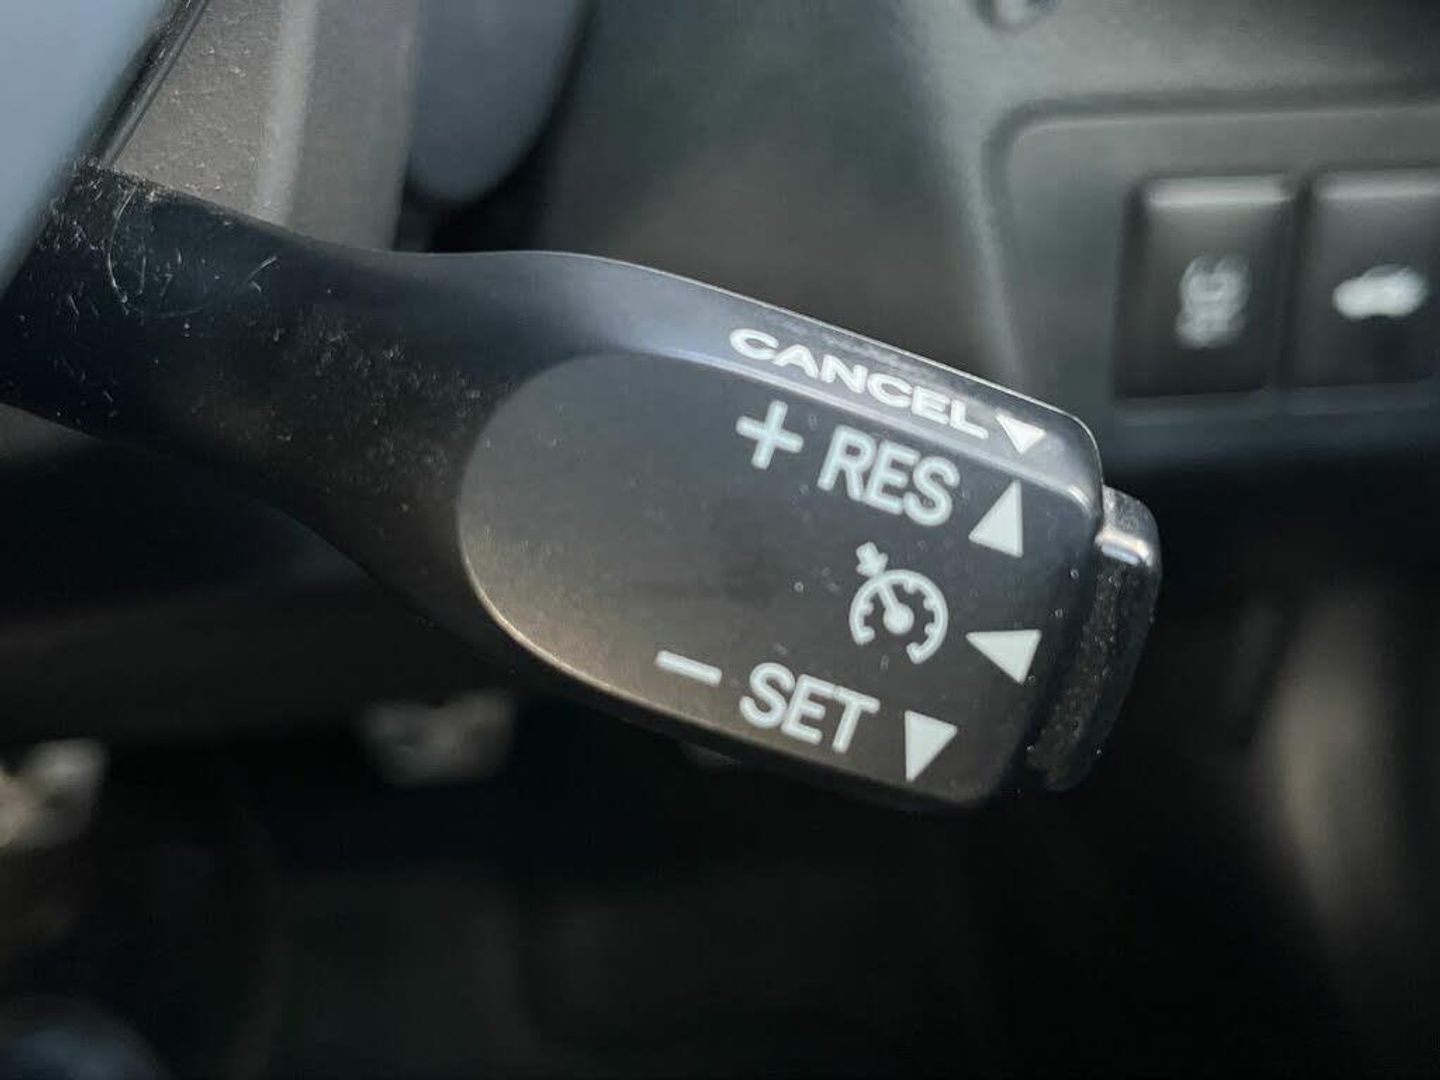 CANCEL
+ RES
- SET